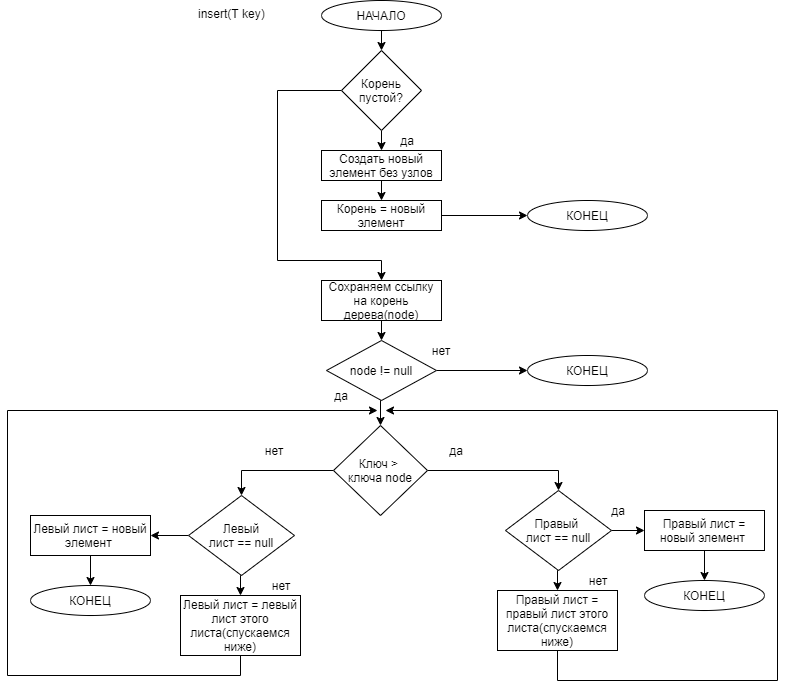 insert(T key)
НАЧАЛО
Корень
пустой?
да
Создать новый
элемент без узлов
Корень = новый
элемент
КОНЕЦ
Сохраняем ссылку
на корень
дерева(node)
node != null
нет
КОНЕЦ
да
Ключ >
ключа node
нет
да
Левый
лист == null
Левый лист = новый
элемент
КОНЕЦ
нет
Левый лист = левый
лист этого
листа(спускаемся
ниже)
Правый
лист == null
да
Правый лист =
новый элемент
КОНЕЦ
нет
Правый лист =
правый лист этого
листа(спускаемся
ниже)